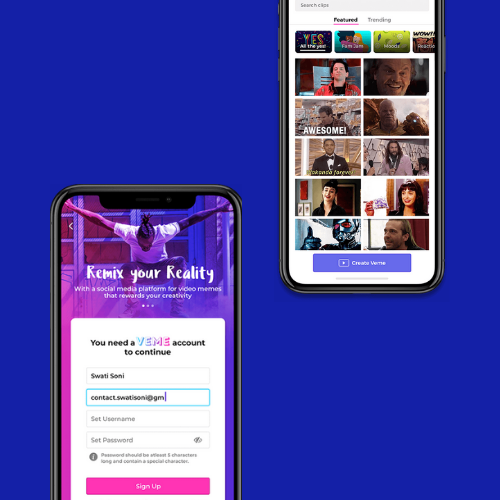 Search clips
Featured Trending
YES
All the yes!
Fam Jam
Moods
WOW!
Reaction
AWESOME!
Wakanda forever
Create Veme
Remix your Reality
With a social media platform for video memes
that rewards your creativity
You need a VEME account
to continue
Swati Soni
contact.swatisoni@gm
Set Username
Set Password
Password should be atleast 5 characters
long and contain a special character.
Sign Up